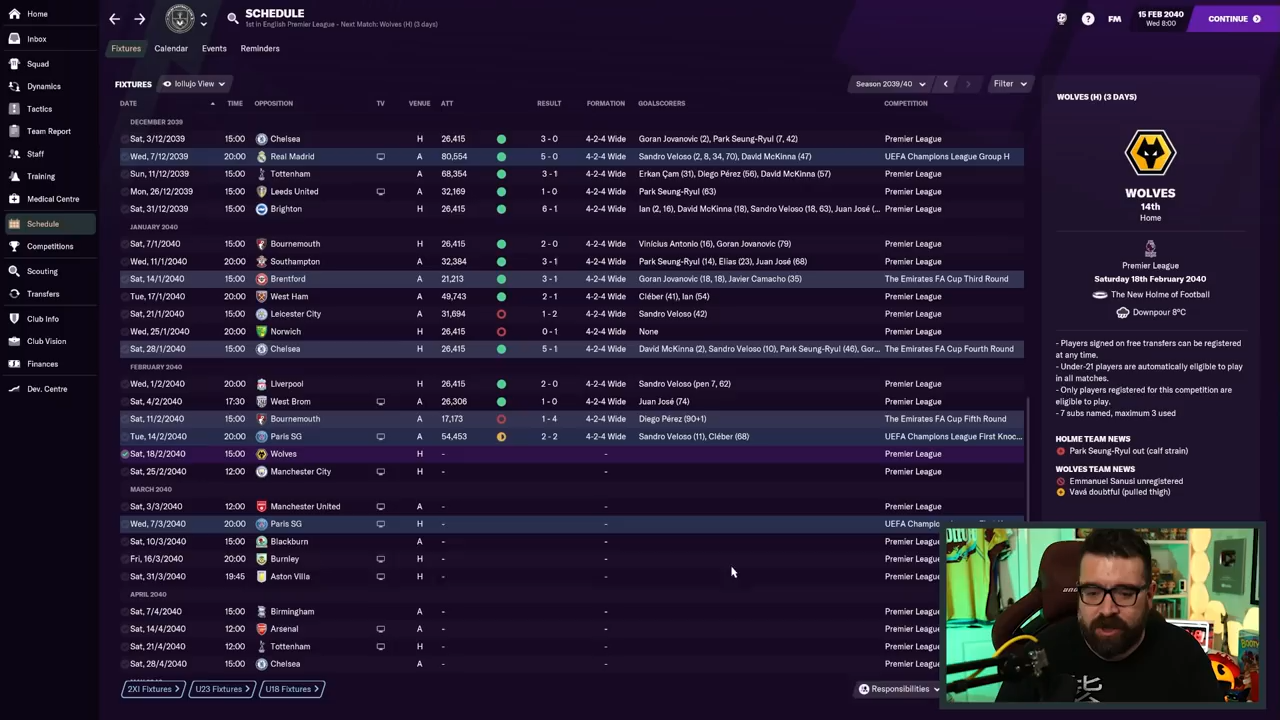 Home
SCHEDULE
1st in English Premier League - Next Match: Wolves (H) (3 days)
FM
15 FEB 2040
Wed 8:00
CONTINUE
Inbox
Squad
Dynamics
Tactics
Team Report
Staff
Training
Medical Centre
Schedule
Competitions
Scouting
Transfers
Club Info
Club Vision
Finances
Dev. Centre
Fixtures Calendar Events Reminders
FIXTURES lollujo View Season 2039/40 Filter
DATE TIME OPPOSITION TV VENUE ATT RESULT FORMATION GOALSCORERS COMPETITION
DECEMBER 2039
Sat, 3/12/2039 15:00 Chelsea H 26,415 3 - 0 4-2-4 Wide Goran Jovanovic (2), Park Seung-Ryul (7, 42) Premier League
Wed, 7/12/2039 20:00 Real Madrid A 80,554 5 - 0 4-2-4 Wide Sandro Veloso (2, 8, 34, 70), David McKinna (47) UEFA Champions League Group H
Sun, 11/12/2039 15:00 Tottenham A 68,654 3 - 1 4-2-4 Wide Erkan Çam (31), Diego Pérez (56), David McKinna (57) Premier League
Mon, 26/12/2039 15:00 Leeds United A 32,169 1 - 0 4-2-4 Wide Park Seung-Ryul (63) Premier League
Sat, 31/12/2039 15:00 Brighton H 26,415 6 - 1 4-2-4 Wide Ian (2, 16), David McKinna (18), Sandro Veloso (18, 63), Juan José (... Premier League
JANUARY 2040
Sat, 7/1/2040 15:00 Bournemouth H 26,415 2 - 0 4-2-4 Wide Vinícius Antonio (16), Goran Jovanovic (79) Premier League
Wed, 11/1/2040 20:00 Southampton A 32,384 3 - 1 4-2-4 Wide Park Seung-Ryul (14), Elias (23), Juan José (68) Premier League
Sat, 14/1/2040 15:00 Brentford A 21,213 3 - 1 4-2-4 Wide Goran Jovanovic (18, 18), Javier Camacho (35) The Emirates FA Cup Third Round
Tue, 17/1/2040 20:00 West Ham A 49,743 2 - 1 4-2-4 Wide Cléber (41), Ian (54) Premier League
Sat, 21/1/2040 15:00 Leicester City A 31,694 1 - 2 4-2-4 Wide Sandro Veloso (42) Premier League
Wed, 25/1/2040 20:00 Norwich H 26,415 0 - 1 4-2-4 Wide None Premier League
Sat, 28/1/2040 15:00 Chelsea H 26,415 5 - 1 4-2-4 Wide David McKinna (2), Sandro Veloso (10), Park Seung-Ryul (46), Gor... The Emirates FA Cup Fourth Round
FEBRUARY 2040
Wed, 1/2/2040 20:00 Liverpool H 26,415 2 - 0 4-2-4 Wide Sandro Veloso (pen 7, 62) Premier League
Sat, 4/2/2040 17:30 West Brom A 26,306 1 - 0 4-2-4 Wide Juan José (74) Premier League
Sat, 11/2/2040 15:00 Bournemouth A 17,173 1 - 4 4-2-4 Wide Diego Pérez (90+1) The Emirates FA Cup Fifth Round
Tue, 14/2/2040 20:00 Paris SG A 54,453 2 - 2 4-2-4 Wide Sandro Veloso (11), Cléber (68) UEFA Champions League First Knoc...
Sat, 18/2/2040 15:00 Wolves H - - Premier League
Sat, 25/2/2040 12:00 Manchester City H - - Premier League
MARCH 2040
Sat, 3/3/2040 12:00 Manchester United A - - Premier League
Wed, 7/3/2040 20:00 Paris SG H - - UEFA Champions
Sat, 10/3/2040 15:00 Blackburn A - - Premier League
Fri, 16/3/2040 20:00 Burnley H - - Premier League
Sat, 31/3/2040 19:45 Aston Villa H - - Premier League
APRIL 2040
Sat, 7/4/2040 15:00 Birmingham A - - Premier League
Sat, 14/4/2040 12:00 Arsenal A - - Premier League
Sat, 21/4/2040 12:00 Tottenham H - - Premier League
Sat, 28/4/2040 15:00 Chelsea A - - Premier League
2XI Fixtures U23 Fixtures U18 Fixtures Responsibilities
WOLVES (H) (3 DAYS)
WOLVES
14th
Home
Premier League
Saturday 18th February 2040
The New Holme of Football
Downpour 8°C
- Players signed on free transfers can be registered
at any time.
- Under-21 players are automatically eligible to play
in all matches.
- Only players registered for this competition are
eligible to play.
- 7 subs named, maximum 3 used
HOLME TEAM NEWS
Park Seung-Ryul out (calf strain)
WOLVES TEAM NEWS
Emmanuel Sanusi unregistered
Vavá doubtful (pulled thigh)